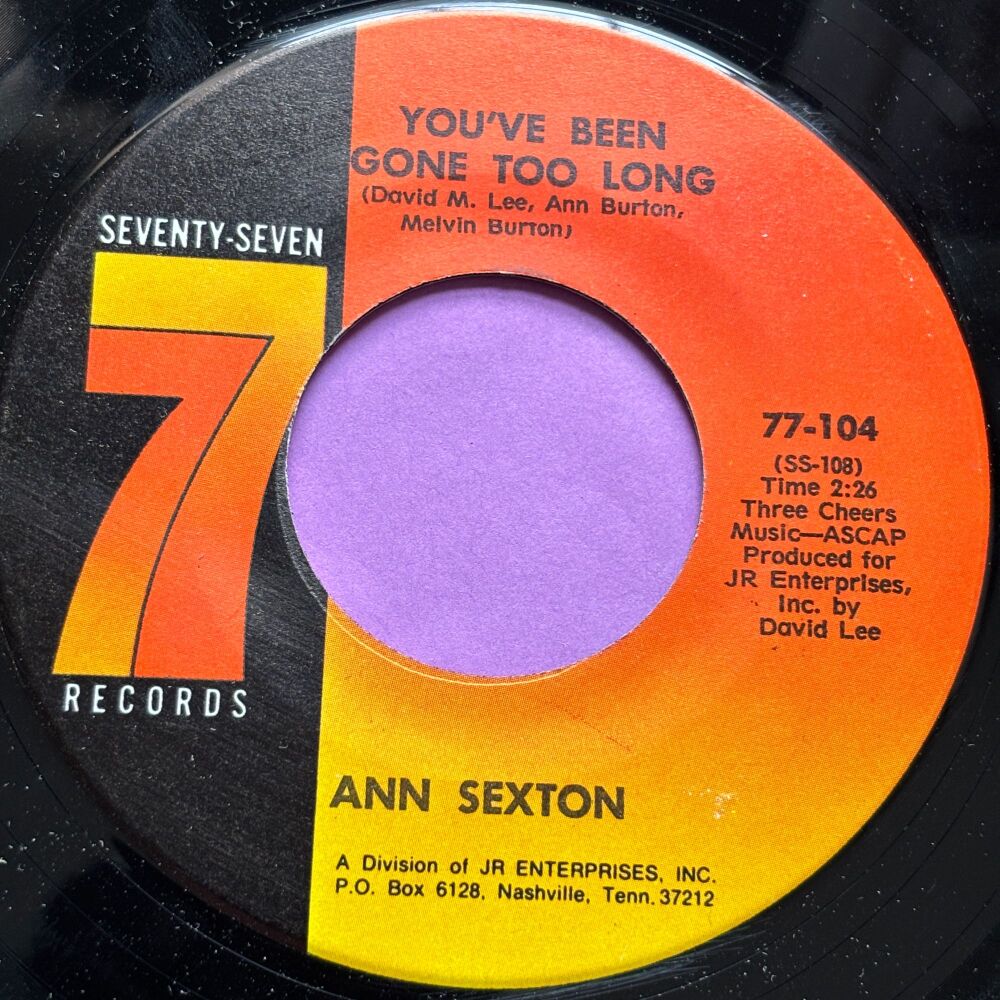 YOU'VE BEEN
GONE TOO LONG
(David M. Lee, Ann Burton,
Melvin Burton)
SEVENTY-SEVEN
77
RECORDS
77-104
(SS-108)
Time 2:26
Three Cheers
Music—ASCAP
Produced for
JR Enterprises,
Inc. by
David Lee
ANN SEXTON
A Division of JR ENTERPRISES, INC.
P.O. Box 6128, Nashville, Tenn. 37212